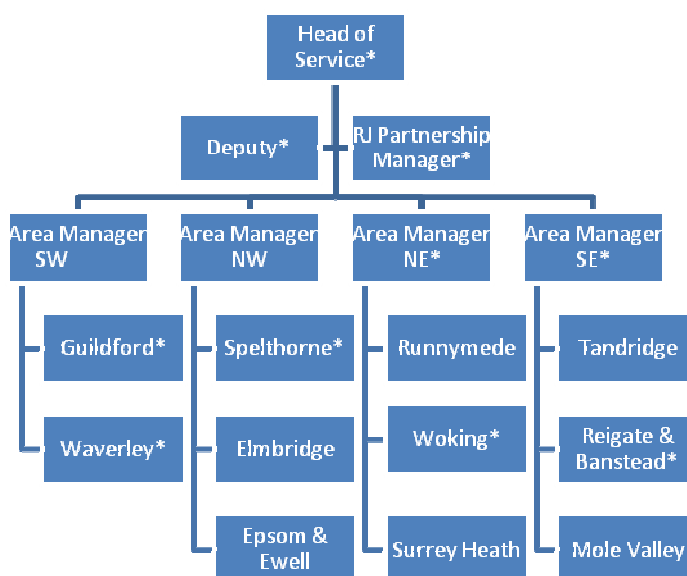 Head of
Service*
Deputy*
RJ Partnership
Manager*
Area Manager
SW
Area Manager
NW
Area Manager
NE*
Area Manager
SE*
Guildford*
Spelthorne*
Runnymede
Tandridge
Waverley*
Elmbridge
Woking*
Reigate &
Banstead*
Epsom &
Ewell
Surrey Heath
Mole Valley